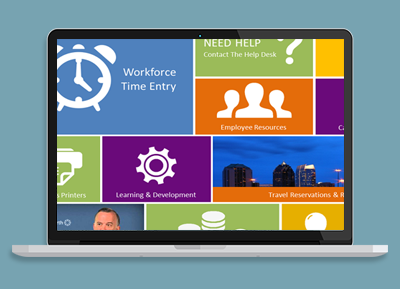 NEED HELP
Contact The Help Desk
Workforce
Time Entry
Employee Resources
Ca
Printers
Learning & Development
Travel Reservations & R